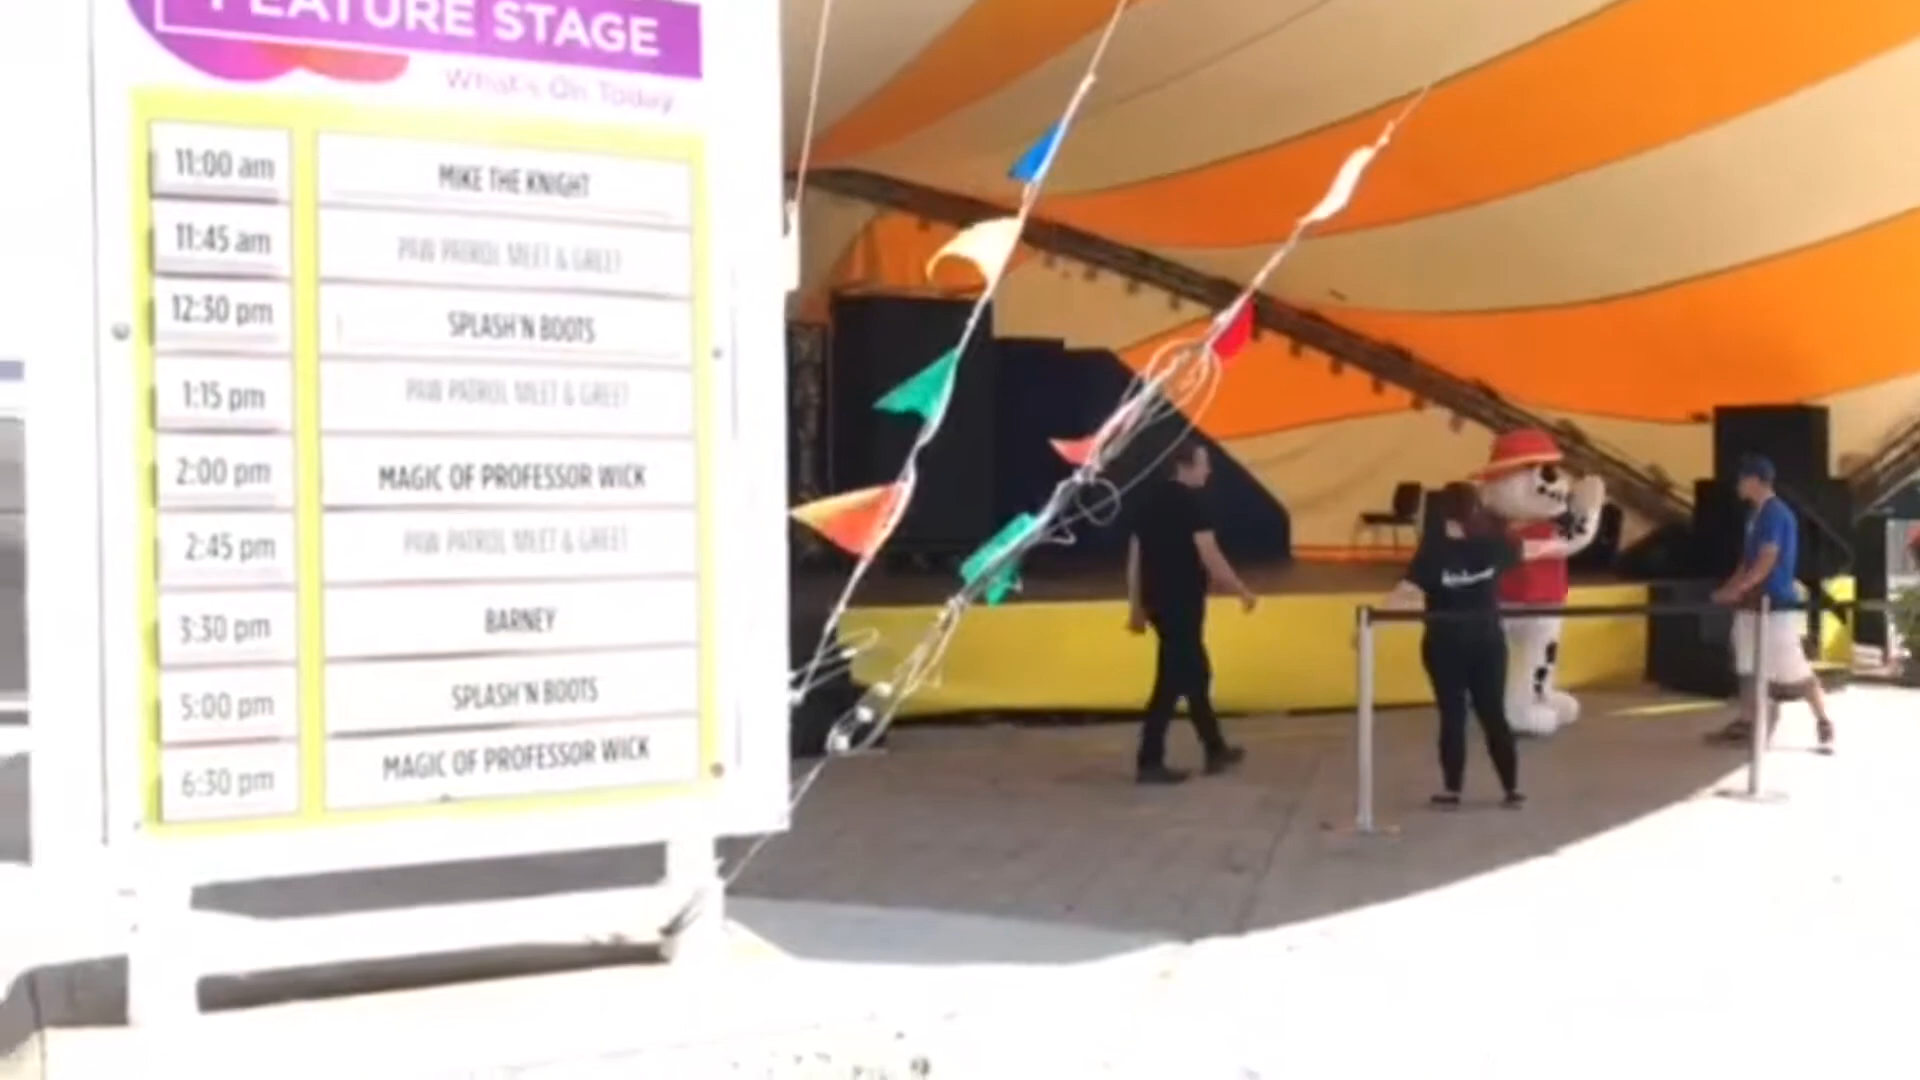 FEATURE STAGE
What's On Today
11:00 am MIKE THE KNIGHT
11:45 am PAW PATROL MEET & GREET
12:30 pm SPLASH'N BOOTS
1:15 pm PAW PATROL MEET & GREET
2:00 pm MAGIC OF PROFESSOR WICK
2:45 pm PAW PATROL MEET & GREET
3:30 pm BARNEY
5:00 pm SPLASH'N BOOTS
6:30 pm MAGIC OF PROFESSOR WICK